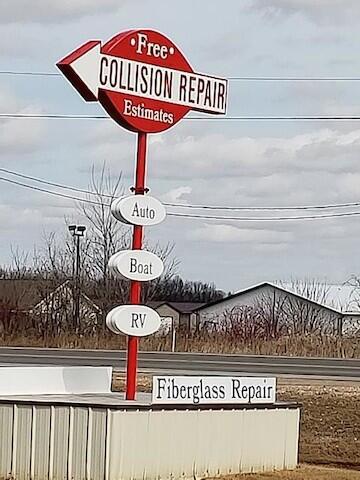 Free
COLLISION REPAIR
Estimates
Auto
Boat
RV
Fiberglass Repair